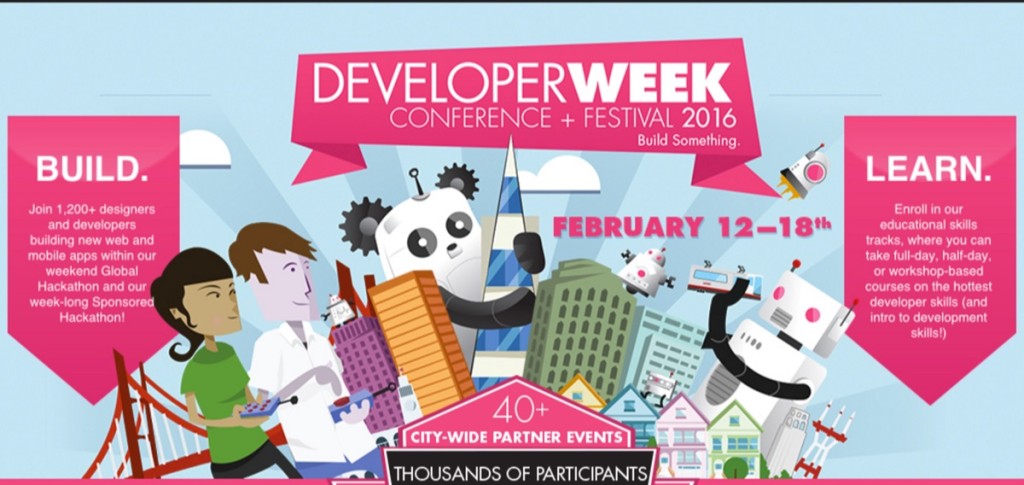 DEVELOPERWEEK
CONFERENCE + FESTIVAL 2016
Build Something.
BUILD.
Join 1,200+ designers
and developers
building new web and
mobile apps within our
weekend Global
Hackathon and our
week-long Sponsored
Hackathon!
FEBRUARY 12–18th
LEARN.
Enroll in our
educational skills
tracks, where you can
take full-day, half-day,
or workshop-based
courses on the hottest
developer skills (and
intro to development
skills!)
40+
CITY-WIDE PARTNER EVENTS
THOUSANDS OF PARTICIPANTS